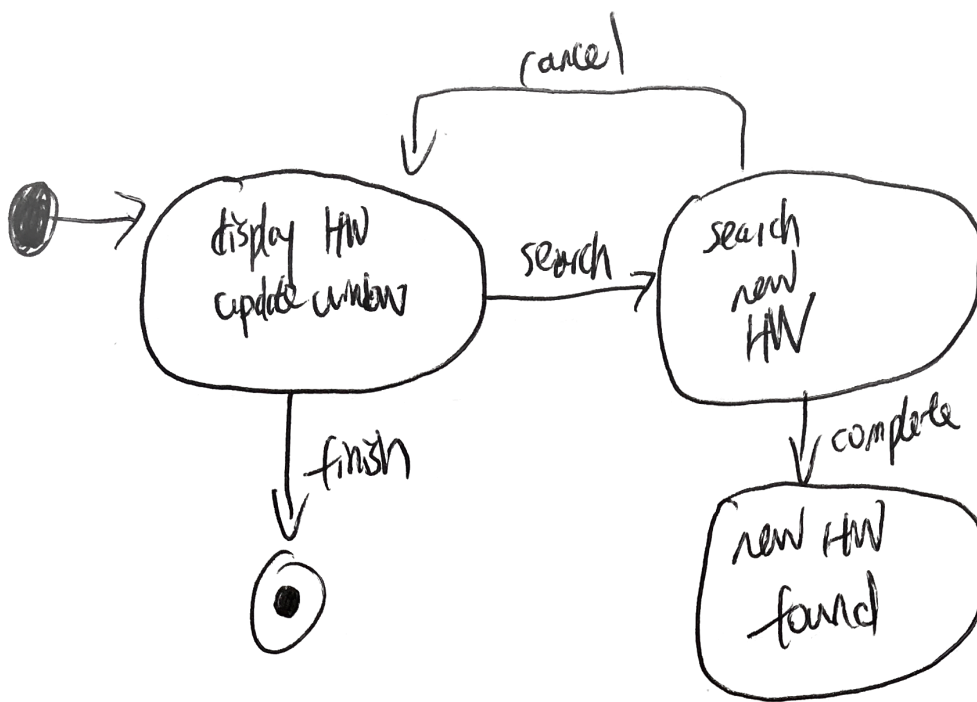 cancel
display HW
update window
search
search
new
HW
finish
complete
new HW
found